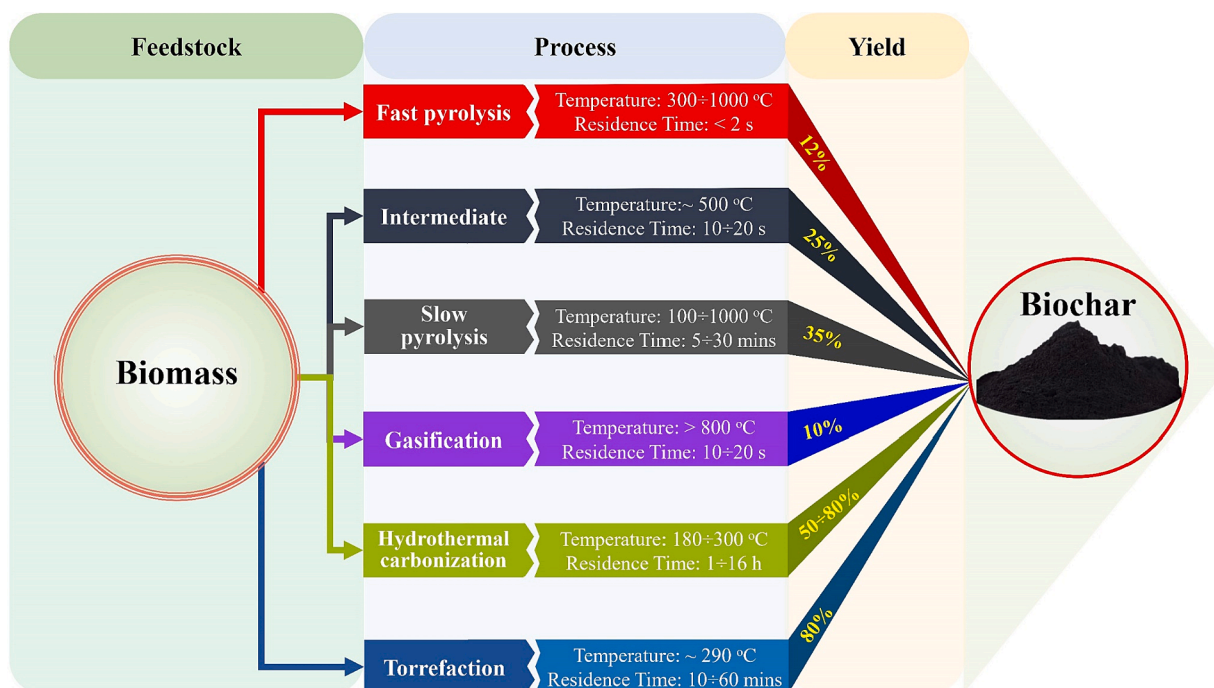 Feedstock
Process
Yield
Fast pyrolysis
Temperature: 300÷1000 °C
Residence Time: < 2 s
12%
Intermediate
Temperature:~ 500 °C
Residence Time: 10÷20 s
25%
Slow
pyrolysis
Temperature: 100÷1000 °C
Residence Time: 5÷30 mins
35%
Biomass
Biochar
Gasification
Temperature: > 800 °C
Residence Time: 10÷20 s
10%
Hydrothermal
carbonization
Temperature: 180÷300 °C
Residence Time: 1÷16 h
50÷80%
Torrefaction
Temperature: ~ 290 °C
Residence Time: 10÷60 mins
80%